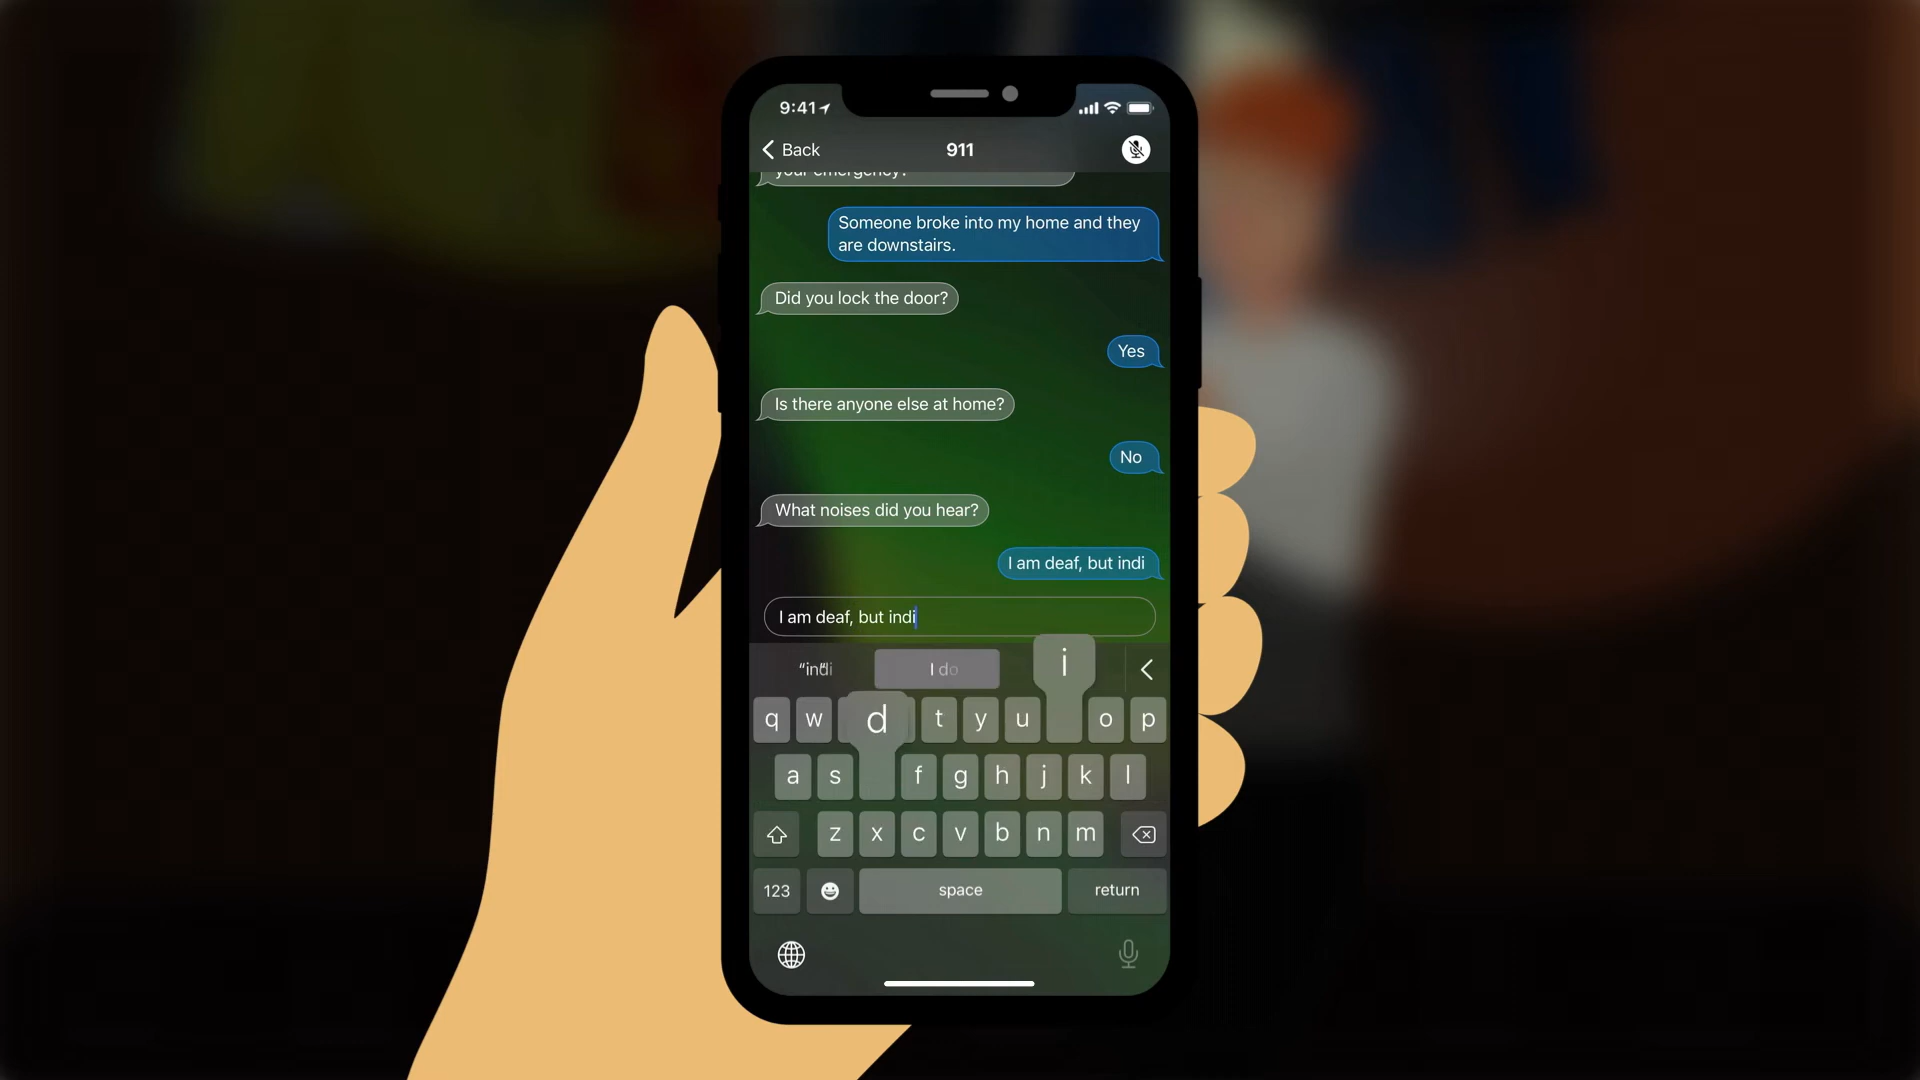 9:41
Back
911
your emergency?
Someone broke into my home and they
are downstairs.
Did you lock the door?
Yes
Is there anyone else at home?
No
What noises did you hear?
I am deaf, but indi
I am deaf, but indi
I do
i
q w d t y u o p
a s f g h j k l
z x c v b n m
123
space
return